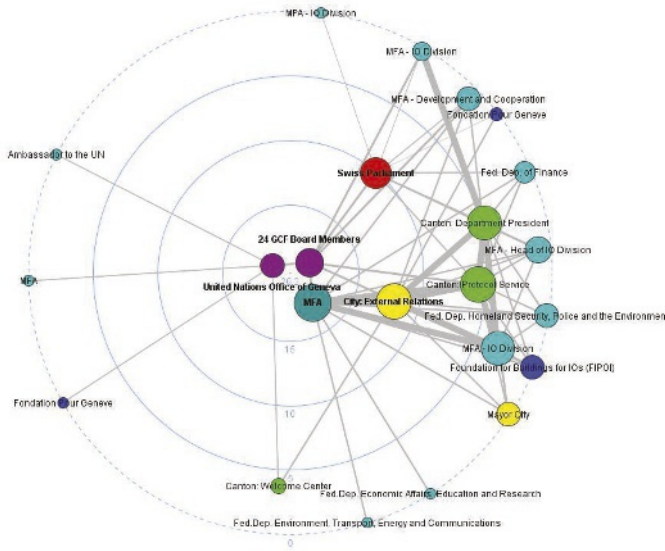 MFA - IO Division
MFA - IO Division
MFA - Development and Cooperation
Fondation Pour Geneve
Ambassador to the UN
Swiss Parliament
Fed. Dep. of Finance
Canton: Department President
24 GCF Board Members
MFA - Head of IO Division
MFA
United Nations Office of Geneva
Canton: Protocol Service
MFA
City: External Relations
Fed. Dep. Homeland Security, Police and the Environment
15
MFA - IO Division
Foundation for Buildings for IOs (FIPOI)
Fondation Pour Geneve
10
Mayor City
5
Canton: Welcome Center
Fed.Dep. Economic Affairs, Education and Research
Fed.Dep. Environment, Transport, Energy and Communications
0